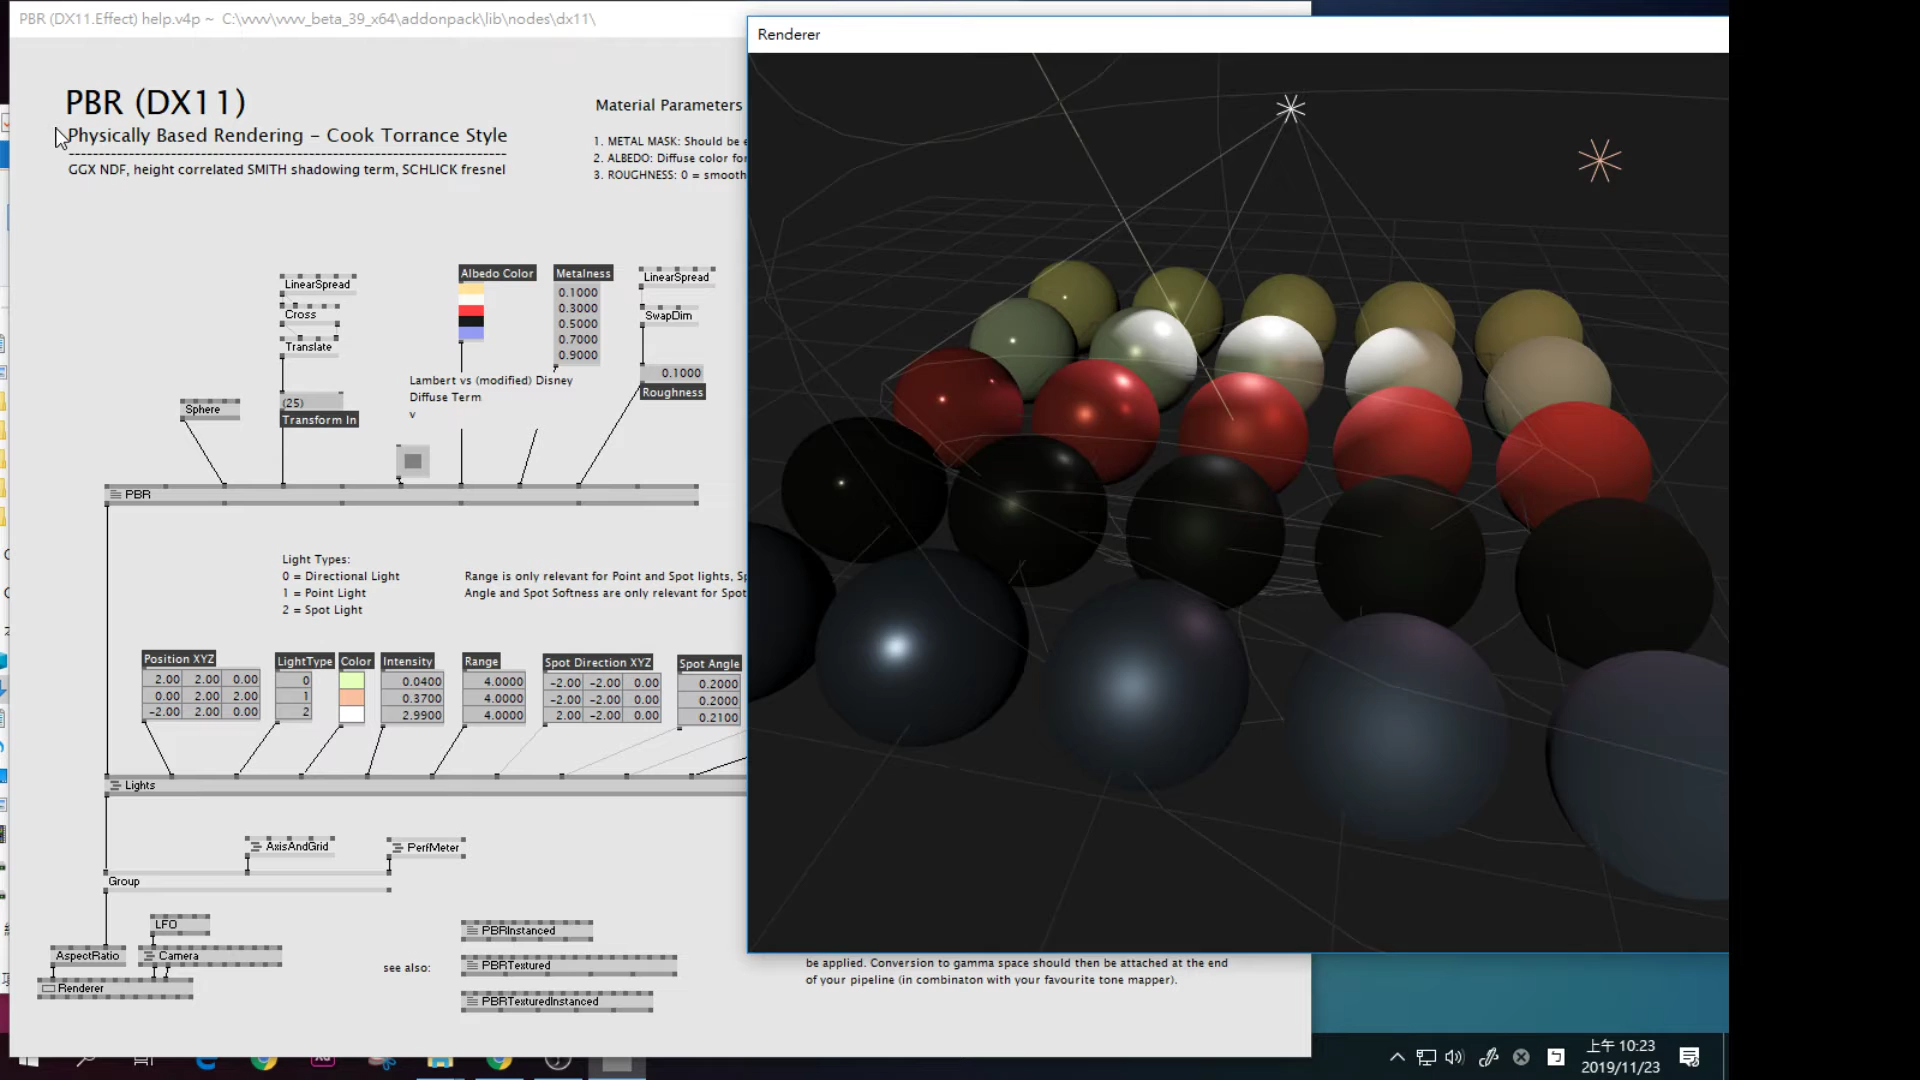 PBR (DX11.Effect) help.v4p ~ C:\vvvv\vvvv_beta_39_x64\addonpack\lib\nodes\dx11\
Renderer
PBR (DX11)
Physically Based Rendering - Cook Torrance Style
GGX NDF, height correlated SMITH shadowing term, SCHLICK fresnel
Material Parameters
1. METAL MASK: Should be e
2. ALBEDO: Diffuse color for
3. ROUGHNESS: 0 = smooth
LinearSpread
Cross
Translate
Albedo Color
Metalness
0.1000
0.3000
0.5000
0.7000
0.9000
LinearSpread
SwapDim
0.1000
Roughness
Lambert vs (modified) Disney
Diffuse Term
v
Sphere
(25)
Transform In
PBR
Light Types:
0 = Directional Light
1 = Point Light
2 = Spot Light
Range is only relevant for Point and Spot lights, Sp
Angle and Spot Softness are only relevant for Spot
Position XYZ
2.00 2.00 0.00
0.00 2.00 2.00
-2.00 2.00 0.00
LightType
0
1
2
Color
Intensity
0.0400
0.3700
2.9900
Range
4.0000
4.0000
4.0000
Spot Direction XYZ
-2.00 -2.00 0.00
-2.00 -2.00 0.00
2.00 -2.00 0.00
Spot Angle
0.2000
0.2000
0.2100
Lights
AxisAndGrid
PerfMeter
Group
LFO
AspectRatio
Camera
Renderer
see also:
PBRInstanced
PBRTextured
PBRTexturedInstanced
be applied. Conversion to gamma space should then be attached at the end
of your pipeline (in combinaton with your favourite tone mapper).
上午 10:23
2019/11/23